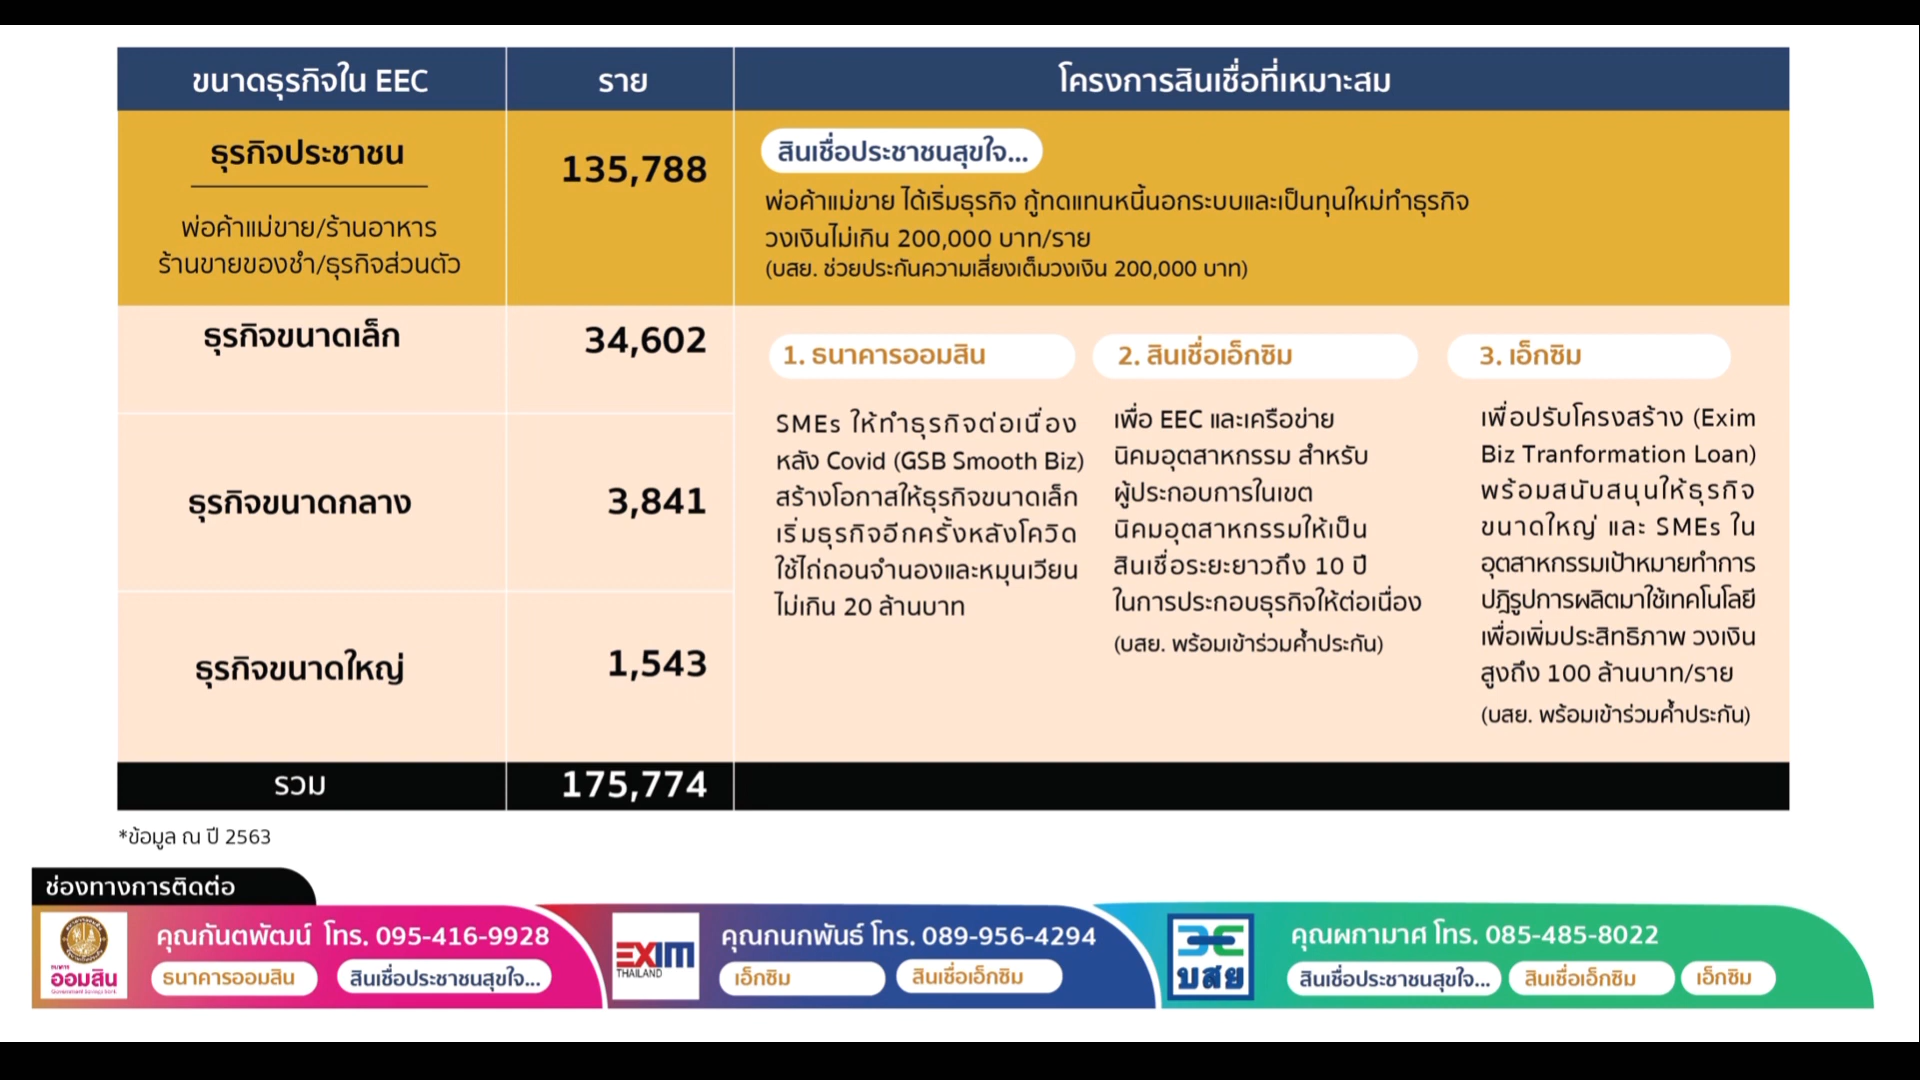 ขนาดธุรกิจใน EEC
ราย
โครงการสินเชื่อที่เหมาะสม
ธุรกิจประชาชน
พ่อค้าแม่ขาย/ร้านอาหาร
ร้านขายของชำ/ธุรกิจส่วนตัว
135,788
สินเชื่อประชาชนสุขใจ...
พ่อค้าแม่ขาย ได้เริ่มธุรกิจ กู้ทดแทนหนี้นอกระบบและเป็นทุนใหม่ทำธุรกิจ
วงเงินไม่เกิน 200,000 บาท/ราย
(บสย. ช่วยประกันความเสี่ยงเต็มวงเงิน 200,000 บาท)
ธุรกิจขนาดเล็ก
34,602
ธุรกิจขนาดกลาง
3,841
ธุรกิจขนาดใหญ่
1,543
1. ธนาคารออมสิน
SMEs ให้ทำธุรกิจต่อเนื่อง
หลัง Covid (GSB Smooth Biz)
สร้างโอกาสให้ธุรกิจขนาดเล็ก
เริ่มธุรกิจอีกครั้งหลังโควิด
ใช้ไถ่ถอนจำนองและหมุนเวียน
ไม่เกิน 20 ล้านบาท
2. สินเชื่อเอ็กซิม
เพื่อ EEC และเครือข่าย
นิคมอุตสาหกรรม สำหรับ
ผู้ประกอบการในเขต
นิคมอุตสาหกรรมให้เป็น
สินเชื่อระยะยาวถึง 10 ปี
ในการประกอบธุรกิจให้ต่อเนื่อง
(บสย. พร้อมเข้าร่วมค้ำประกัน)
3. เอ็กซิม
เพื่อปรับโครงสร้าง (Exim
Biz Tranformation Loan)
พร้อมสนับสนุนให้ธุรกิจ
ขนาดใหญ่ และ SMEs ใน
อุตสาหกรรมเป้าหมายทำการ
ปฎิรูปการผลิตมาใช้เทคโนโลยี
เพื่อเพิ่มประสิทธิภาพ วงเงิน
สูงถึง 100 ล้านบาท/ราย
(บสย. พร้อมเข้าร่วมค้ำประกัน)
รวม
175,774
*ข้อมูล ณ ปี 2563
ช่องทางการติดต่อ
ธนาคาร
ออมสิน
Government Savings Bank
คุณกันตพัฒน์ โทร. 095-416-9928
ธนาคารออมสิน
สินเชื่อประชาชนสุขใจ...
EXIM
THAILAND
คุณกนกพันธ์ โทร. 089-956-4294
เอ็กซิม
สินเชื่อเอ็กซิม
บสย
คุณผกามาศ โทร. 085-485-8022
สินเชื่อประชาชนสุขใจ...
สินเชื่อเอ็กซิม
เอ็กซิม